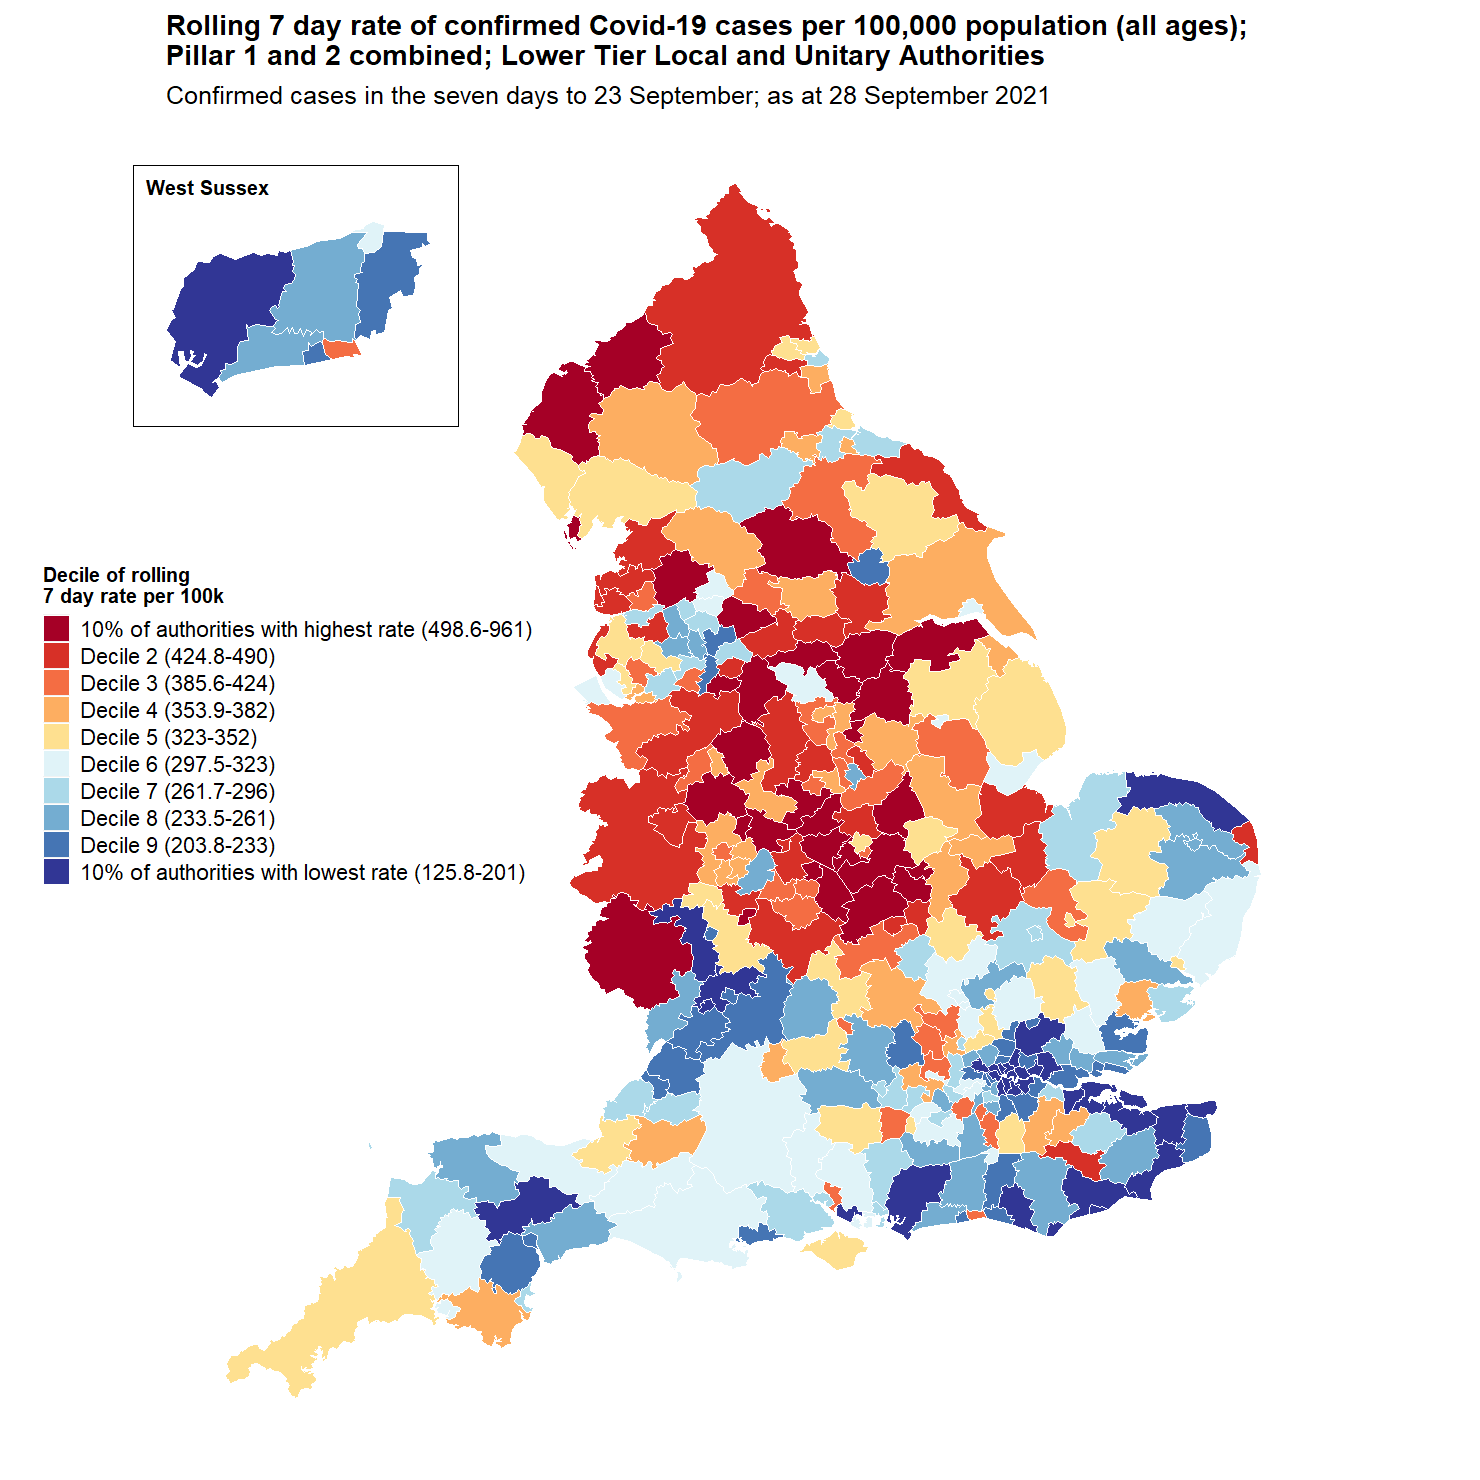 Rolling 7 day rate of confirmed Covid-19 cases per 100,000 population (all ages);
Pillar 1 and 2 combined; Lower Tier Local and Unitary Authorities
Confirmed cases in the seven days to 23 September; as at 28 September 2021
West Sussex
Decile of rolling
7 day rate per 100k
10% of authorities with highest rate (498.6-961)
Decile 2 (424.8-490)
Decile 3 (385.6-424)
Decile 4 (353.9-382)
Decile 5 (323-352)
Decile 6 (297.5-323)
Decile 7 (261.7-296)
Decile 8 (233.5-261)
Decile 9 (203.8-233)
10% of authorities with lowest rate (125.8-201)